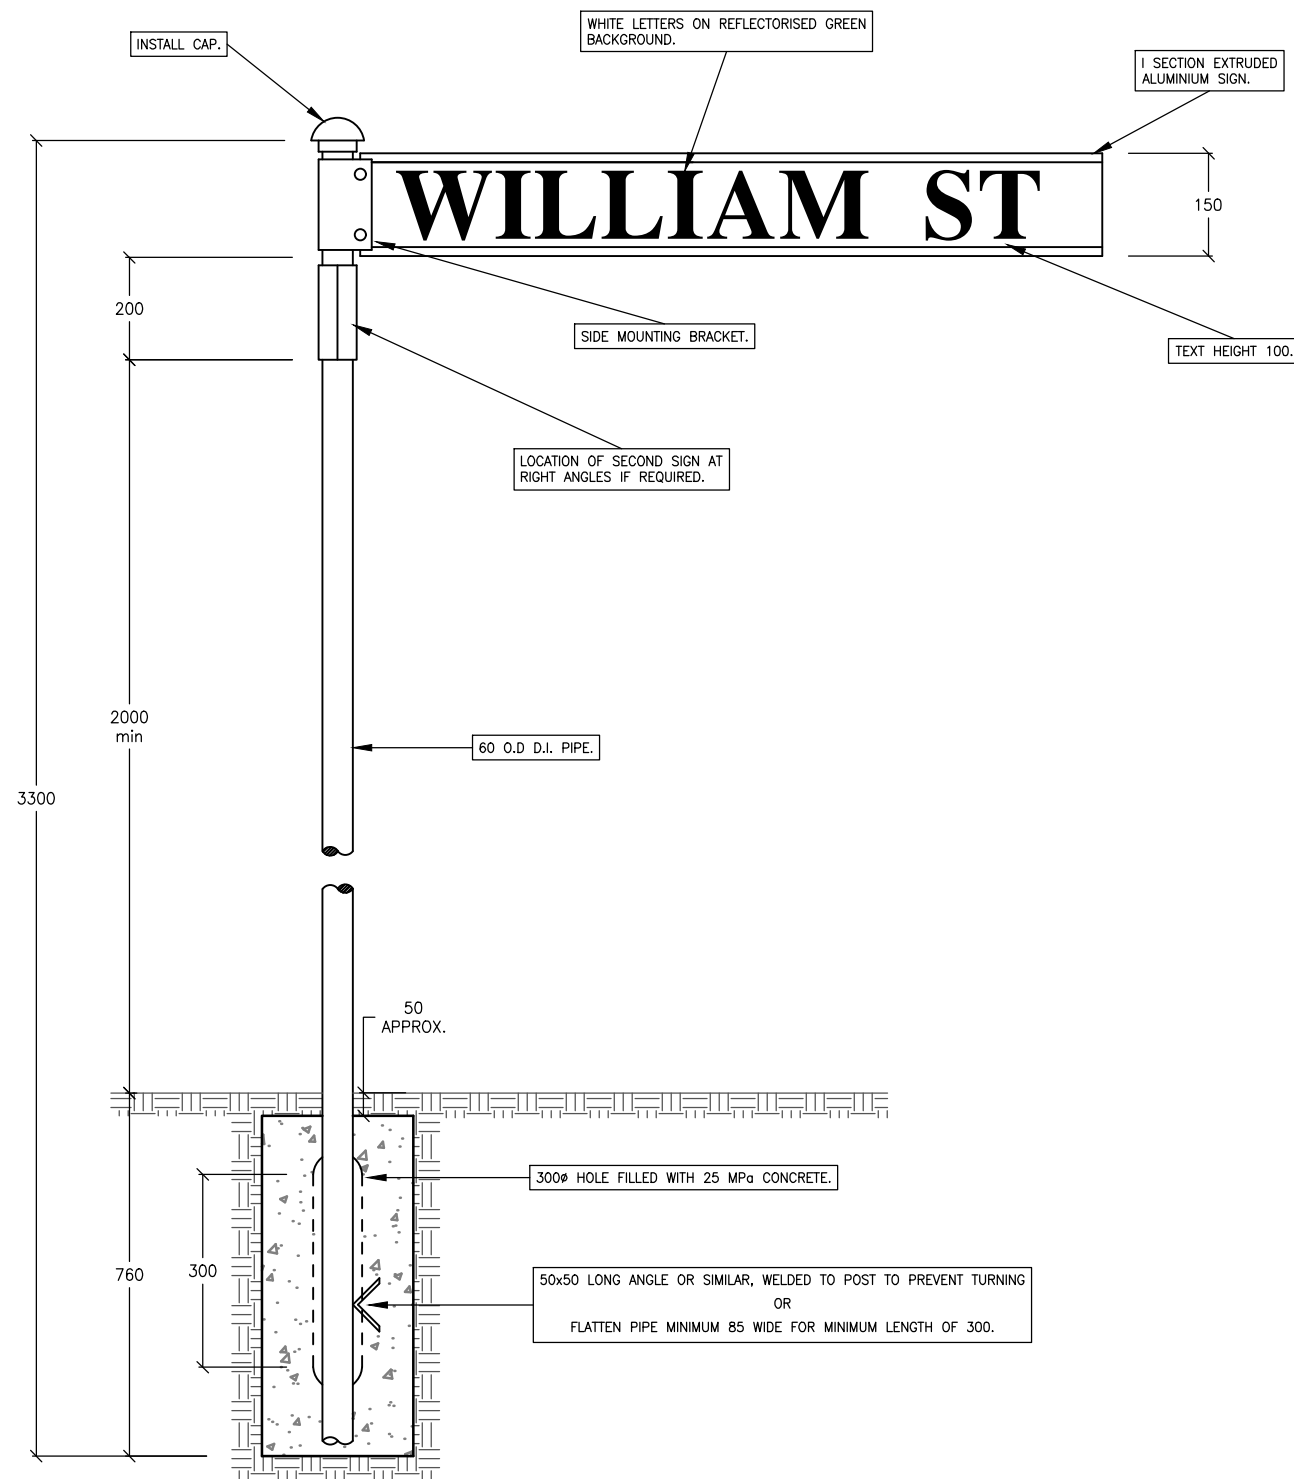 WHITE LETTERS ON REFLECTORISED GREEN
BACKGROUND.
INSTALL CAP.
I SECTION EXTRUDED
ALUMINIUM SIGN.
WILLIAM ST
150
200
SIDE MOUNTING BRACKET.
TEXT HEIGHT 100.
LOCATION OF SECOND SIGN AT
RIGHT ANGLES IF REQUIRED.
2000
min
60 O.D D.I. PIPE.
3300
50
APPROX.
300ø HOLE FILLED WITH 25 MPa CONCRETE.
760
300
50x50 LONG ANGLE OR SIMILAR, WELDED TO POST TO PREVENT TURNING
OR
FLATTEN PIPE MINIMUM 85 WIDE FOR MINIMUM LENGTH OF 300.